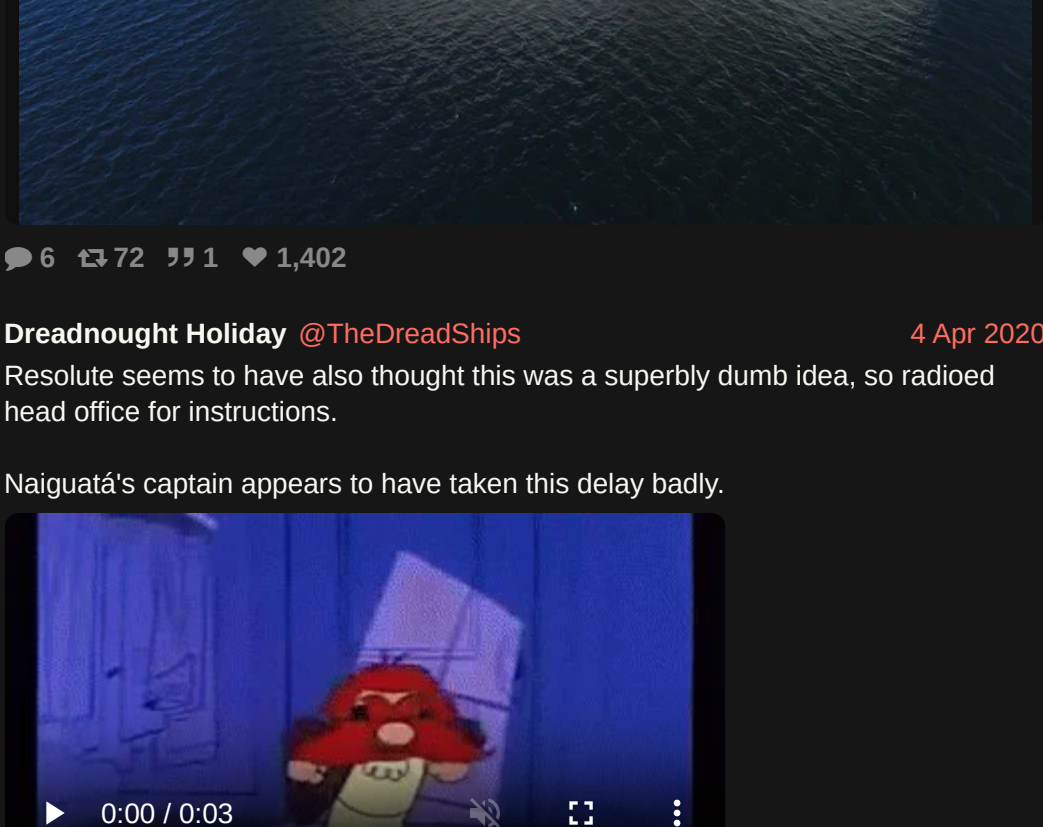 6 72 1 1,402
Dreadnought Holiday @TheDreadShips 4 Apr 2020
Resolute seems to have also thought this was a superbly dumb idea, so radioed
head office for instructions.
Naiguatá's captain appears to have taken this delay badly.
0:00 / 0:03